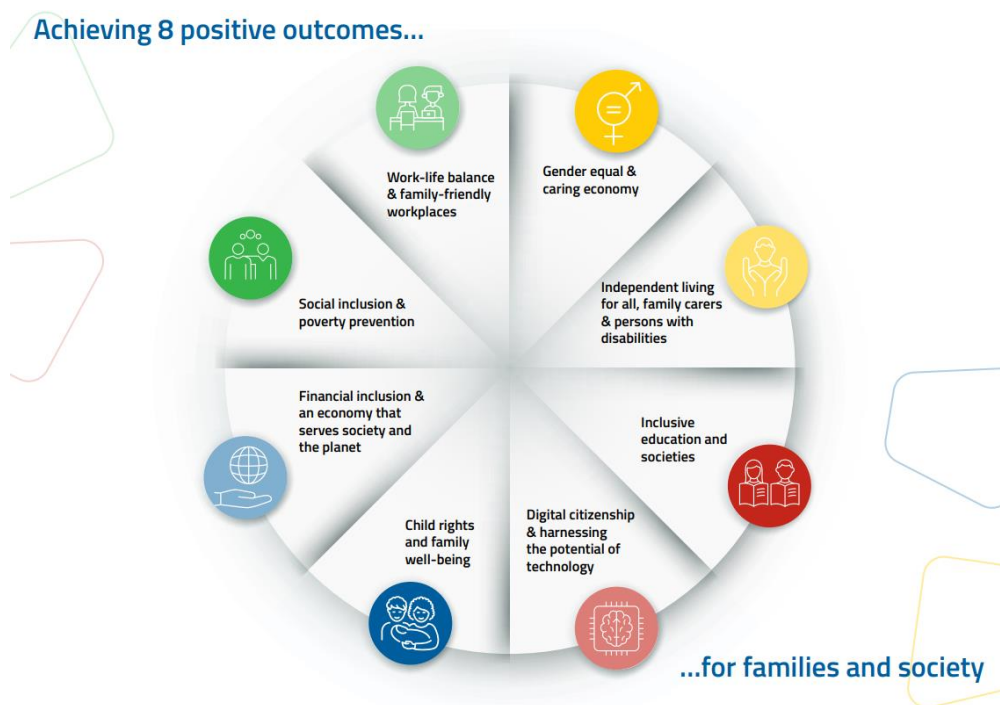 Achieving 8 positive outcomes...
Work-life balance
& family-friendly
workplaces
Gender equal &
caring economy
Independent living
for all, family carers
& persons with
disabilities
Inclusive
education and
societies
Digital citizenship
& harnessing
the potential of
technology
Child rights
and family
well-being
Financial inclusion &
an economy that
serves society and
the planet
Social inclusion &
poverty prevention
...for families and society